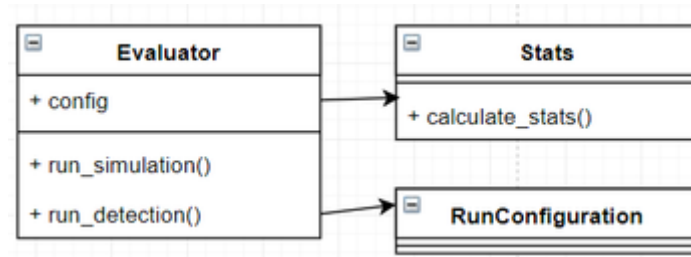 Evaluator
+ config
+ run_simulation()
+ run_detection()
Stats
+ calculate_stats()
RunConfiguration